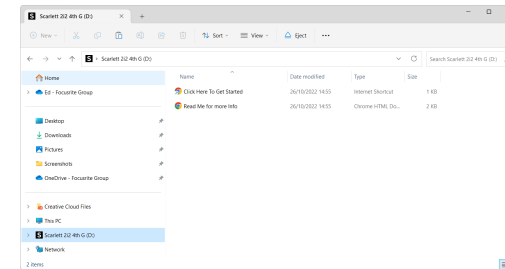 Scarlett 2i2 4th G (D:)
New
Sort
View
Eject
Scarlett 2i2 4th G (D:)
Search Scarlett 2i2 4th G (D:)
Name Date modified Type Size
Home
Ed - Focusrite Group
Click Here To Get Started 26/10/2022 14:55 Internet Shortcut 1 KB
Read Me for more Info 26/10/2022 14:55 Chrome HTML Do... 2 KB
Desktop
Downloads
Pictures
Screenshots
OneDrive - Focusrite Group
Creative Cloud Files
This PC
Scarlett 2i2 4th G (D:)
Network
2 items